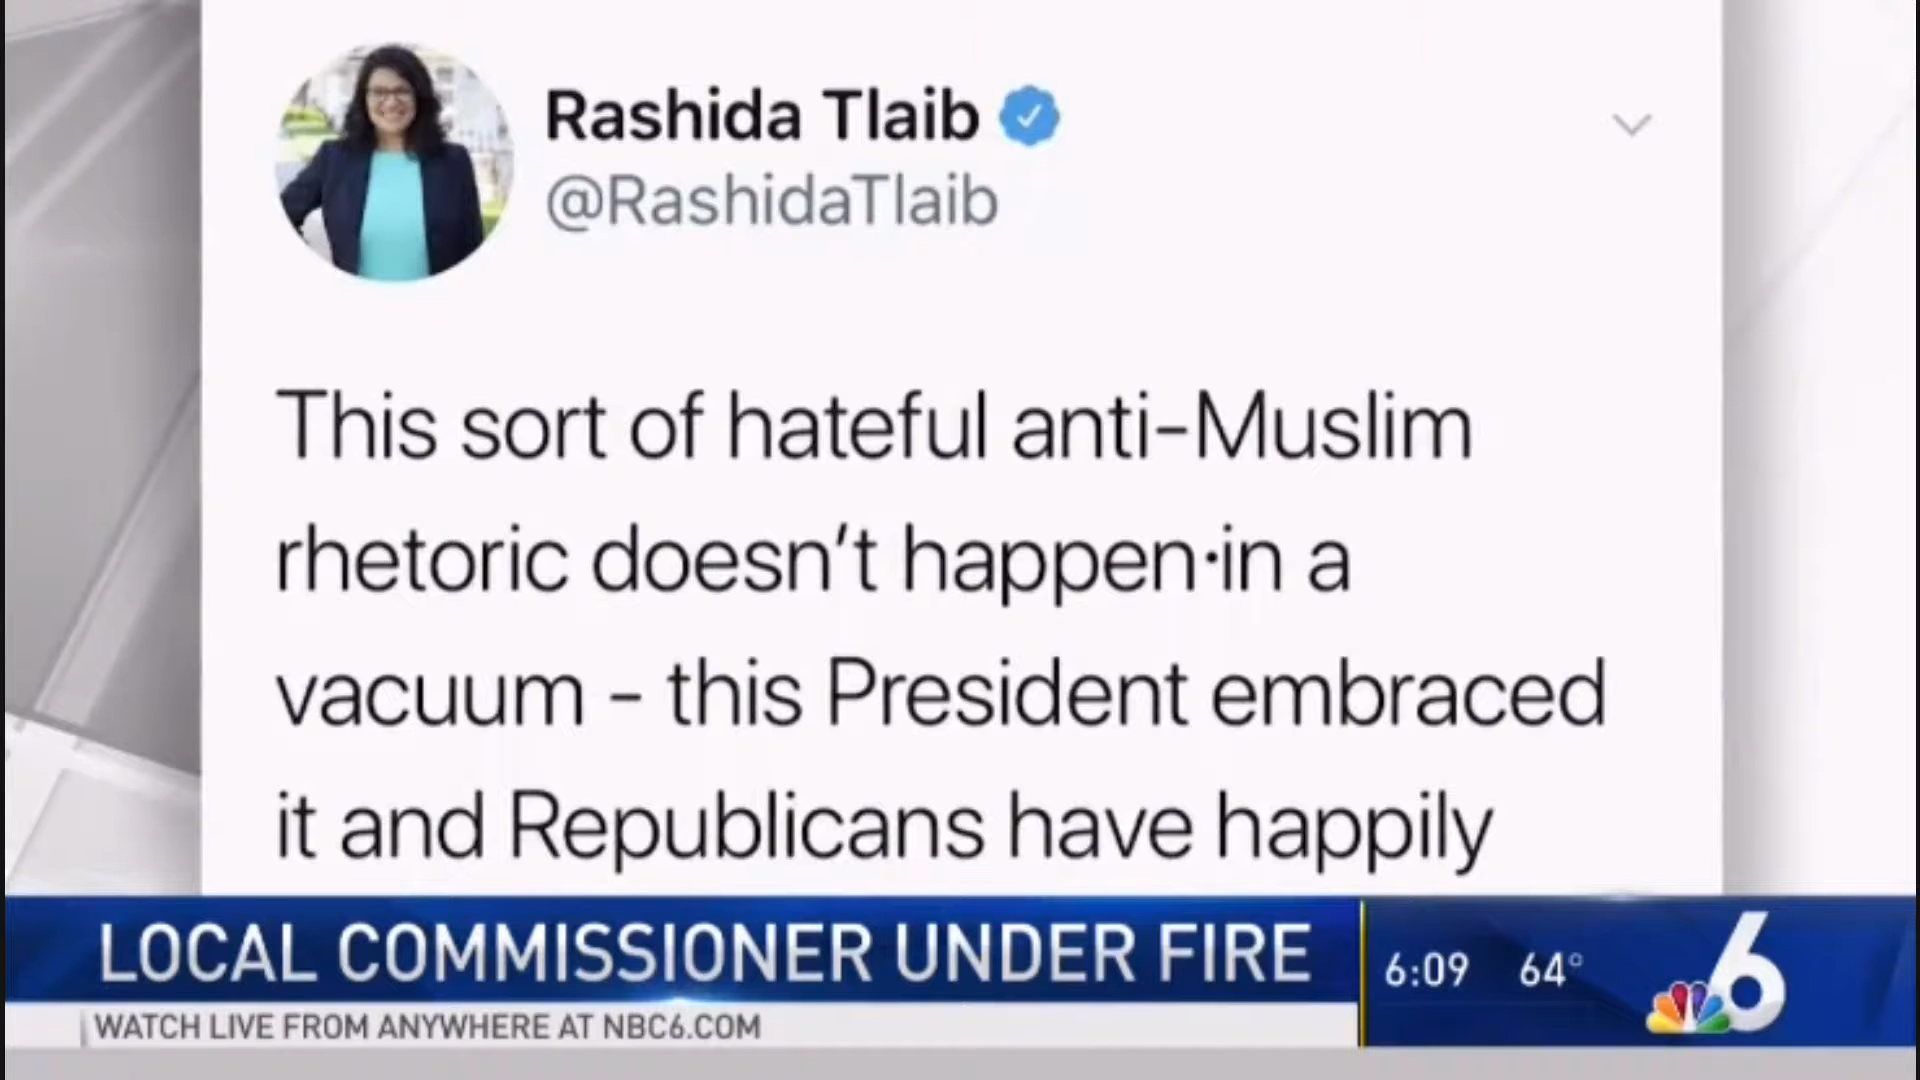 Rashida Tlaib
@RashidaTlaib
This sort of hateful anti-Muslim
rhetoric doesn't happen·in a
vacuum - this President embraced
it and Republicans have happily
LOCAL COMMISSIONER UNDER FIRE
6:09 64°
6
WATCH LIVE FROM ANYWHERE AT NBC6.COM